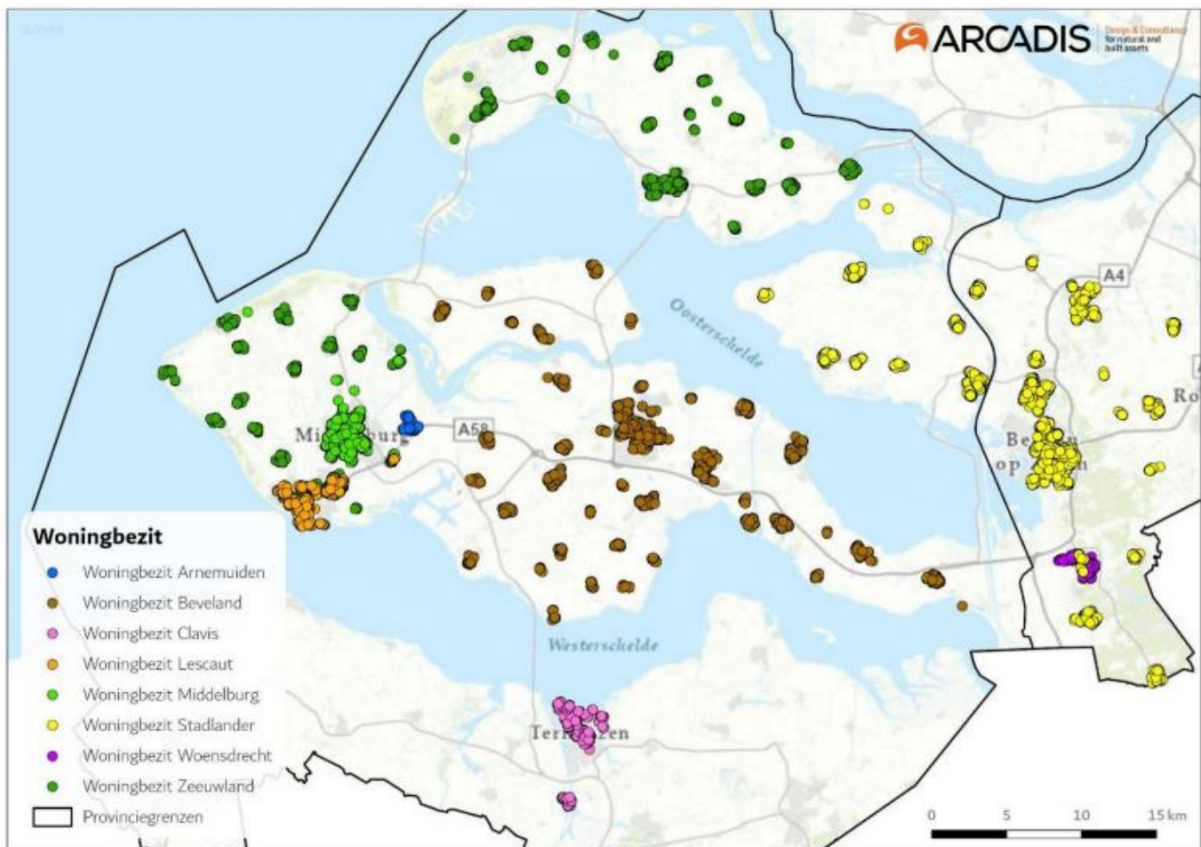 ARCADIS
Design & Consultancy
for natural and
built assets
A4
Oosterschelde
Ro
A58
op
Westerschelde
Woningbezit
Woningbezit Arnemuiden
Woningbezit Beveland
Woningbezit Clavis
Woningbezit Lescaut
Woningbezit Middelburg
Woningbezit Stadlander
Woningbezit Woensdrecht
Woningbezit Zeeuwland
Provinciegrenzen
0 5 10 15 km